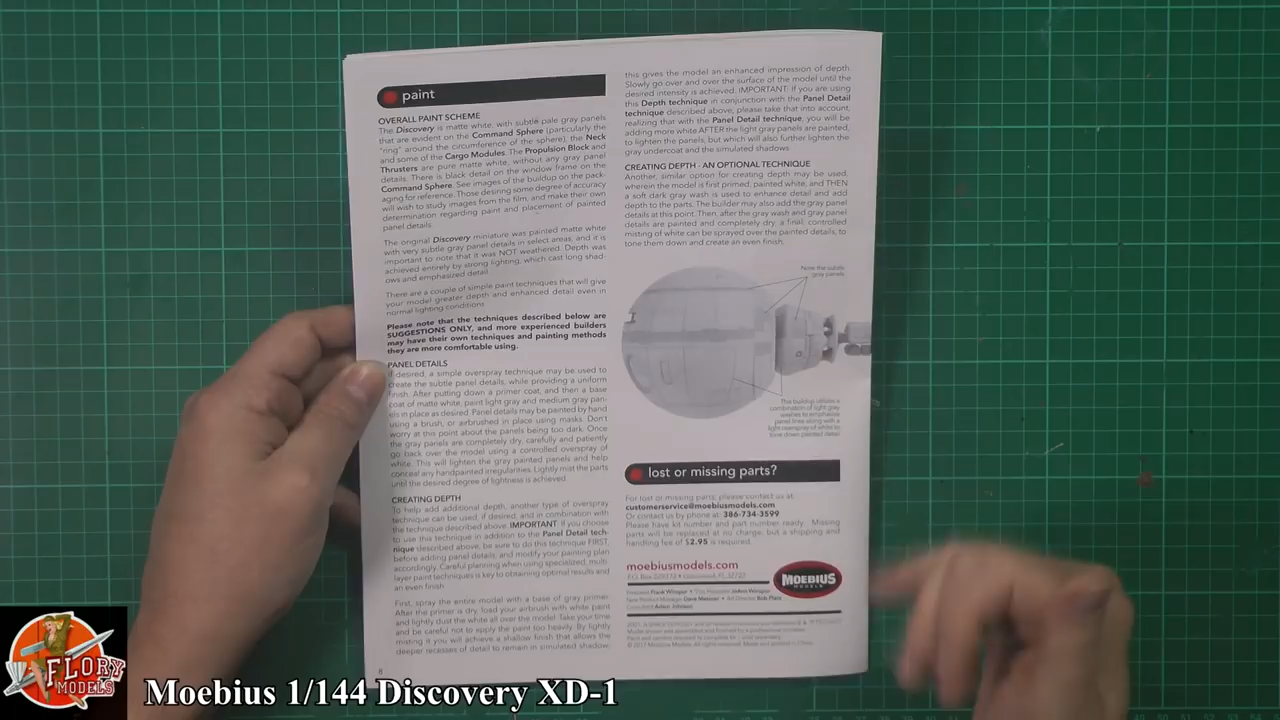 paint
OVERALL PAINT SCHEME
The Discovery is matte white, with subtle pale gray panels
that are evident on the Command Sphere (particularly the
"ring" around the circumference of the sphere), the Neck
and some of the Cargo Modules. The Propulsion Block and
Thrusters are pure matte white, without any gray panel
details. There is black detail on the window frame on the
Command Sphere. See images of the buildup on the pack-
aging for reference. Those desiring some degree of accuracy
will wish to study images from the film, and make their own
determination regarding paint and placement of painted
panel details.
The original Discovery miniature was painted matte white
with very subtle gray panel details in select areas, and it is
important to note that it was NOT weathered. Depth was
achieved entirely by strong lighting, which cast long shad-
ows and emphasized detail.
There are a couple of simple paint techniques that will give
your model greater depth and enhanced detail even in
normal lighting conditions.
Please note that the techniques described below are
SUGGESTIONS ONLY, and more experienced builders
may have their own techniques and painting methods
they are more comfortable using.
PANEL DETAILS
If desired, a simple overspray technique may be used to
create the subtle panel details, while providing a uniform
finish. After putting down a primer coat, and then a base
coat of matte white, paint light gray and medium gray pan-
els in place as desired. Panel details may be painted by hand
using a brush, or airbrushed in place using masks. Don't
worry at this point about the panels being too dark. Once
the gray panels are completely dry, carefully and patiently
go back over the model using a controlled overspray of
white. This will lighten the gray painted panels and help
conceal any handpainted irregularities. Lightly mist the parts
until the desired degree of lightness is achieved.
CREATING DEPTH
To help add additional depth, another type of overspray
technique can be used if desired, and in combination with
the technique described above. IMPORTANT: If you choose
to use this technique in addition to the Panel Detail tech-
nique described above, be sure to do this technique FIRST,
before adding panel details, and modify your painting plan
accordingly. Careful planning when using specialized, multi-
layer paint techniques is key to obtaining optimal results and
an even finish.
First, spray the entire model with a base of gray primer.
After the primer is dry, load your airbrush with white paint
and lightly dust the white all over the model. Take your time
and be careful not to apply the paint too heavily. By lightly
misting it you will achieve a shallow finish that allows the
deeper recesses of detail to remain in simulated shadow;
8
this gives the model an enhanced impression of depth.
Slowly go over and over the surface of the model until the
desired intensity is achieved. IMPORTANT: If you are using
this Depth technique in conjunction with the Panel Detail
technique described above, please take that into account,
realizing that with the Panel Detail technique, you will be
adding more white AFTER the light gray panels are painted,
to lighten the panels, but which will also further lighten the
gray undercoat and the simulated shadows.
CREATING DEPTH - AN OPTIONAL TECHNIQUE
Another, similar option for creating depth may be used,
wherein the model is first primed, painted white, and THEN
a soft dark gray wash is used to enhance detail and add
depth to the parts. The builder may also add the gray panel
details at this point. Then, after the gray wash and gray panel
details are painted and completely dry, a final, controlled
misting of white can be sprayed over the painted details, to
tone them down and create an even finish.
Note the subtle
gray panels
This buildup utilizes a
combination of light gray
washes to emphasize
panel lines along with a
light overspray of white to
tone down painted detail
lost or missing parts?
For lost or missing parts, please contact us at:
customerservice@moebiusmodels.com
Or contact us by phone at: 386-734-3599
Please have kit number and part number ready. Missing
parts will be replaced at no charge, but a shipping and
handling fee of $2.95 is required.
moebiusmodels.com
MOEBIUS
MODELS
FLORY
MODELS
Moebius 1/144 Discovery XD-1